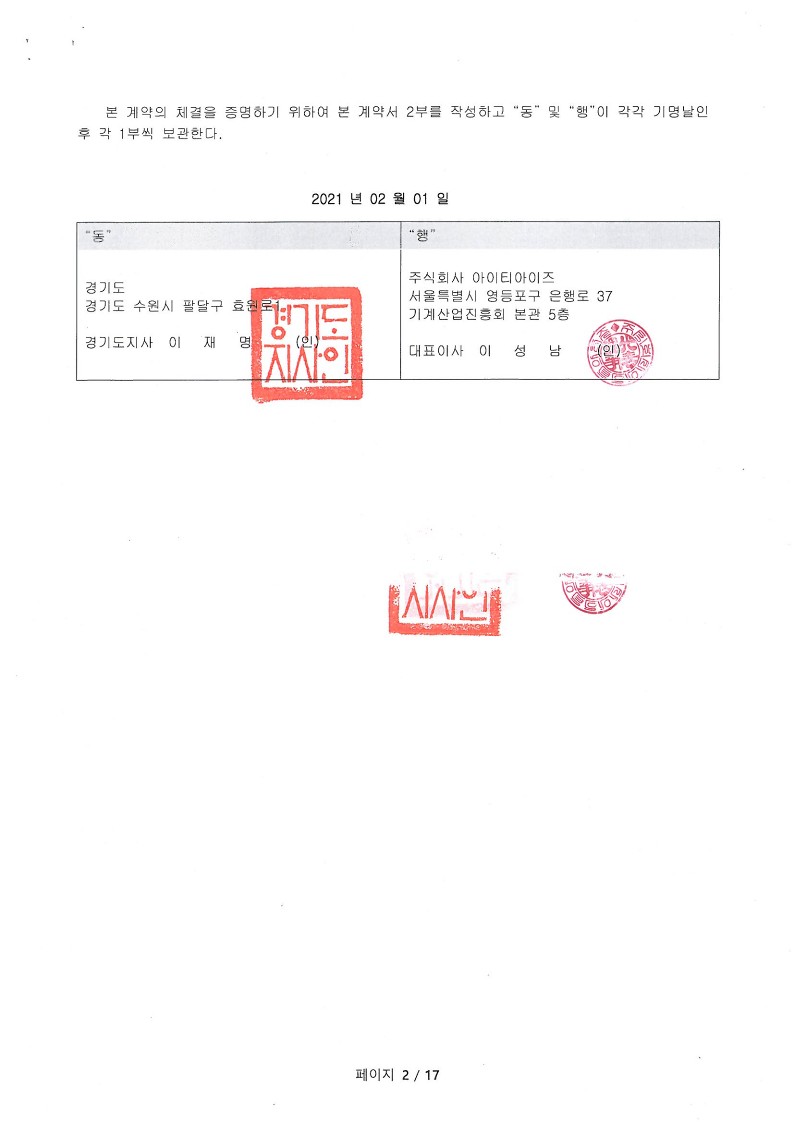 본 계약의 체결을 증명하기 위하여 본 계약서 2부를 작성하고 “동” 및 “행”이 각각 기명날인
후 각 1부씩 보관한다.
2021 년 02 월 01 일
“동”
“행”
경기도
경기도 수원시 팔달구 효원로1
경기도지사 이 재 명 (인)
경기도
지사인
주식회사 아이티아이즈
서울특별시 영등포구 은행로 37
기계산업진흥회 본관 5층
대표이사 이 성 남 (인)
지사인
페이지 2 / 17